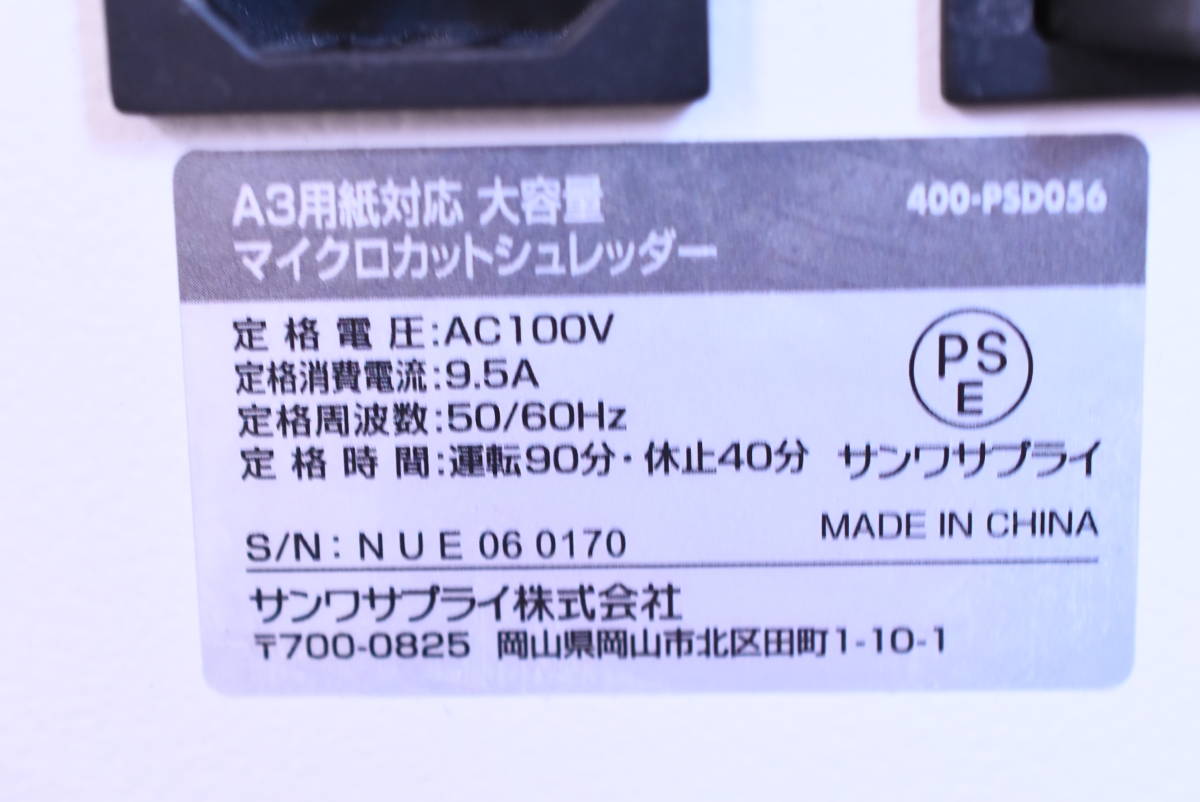 A3用紙対応 大容量 400-PSD056
マイクロカットシュレッダー
定格電圧:AC100V
定格消費電流:9.5A
定格周波数:50/60Hz
定格時間:運転90分・休止40分
PS
E
サンワサプライ
MADE IN CHINA
S/N: NUE 06 0170
サンワサプライ株式会社
〒700-0825 岡山県岡山市北区田町1-10-1